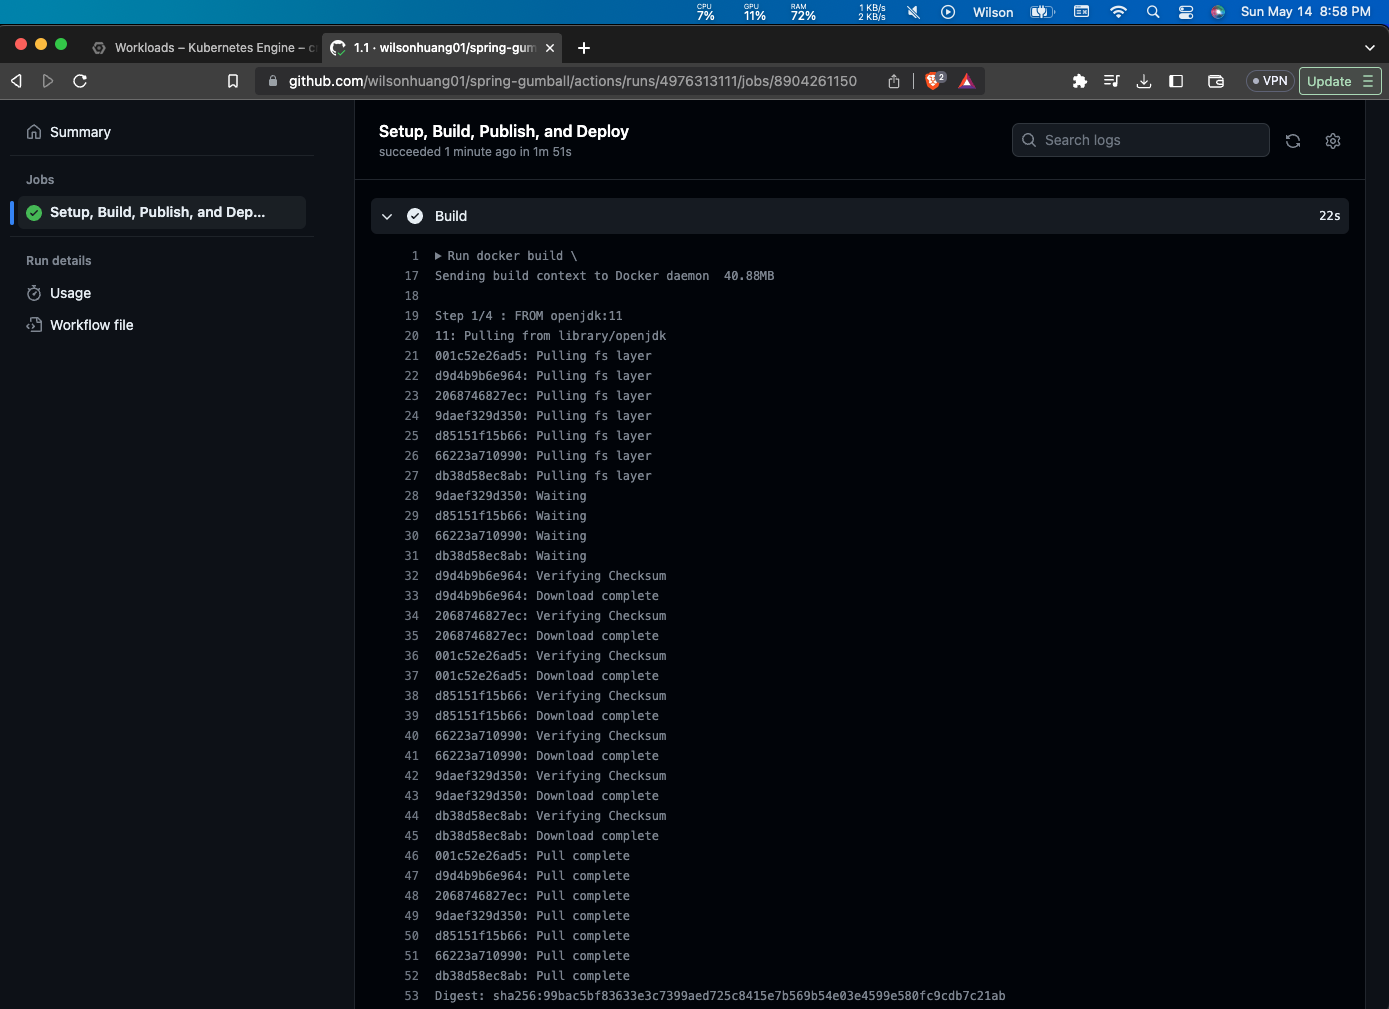 CPU 7% GPU 11% RAM 72% 1 KB/s 2 KB/s Wilson Sun May 14 8:58 PM
Workloads – Kubernetes Engine – 1.1 · wilsonhuang01/spring-gum
github.com/wilsonhuang01/spring-gumball/actions/runs/4976313111/jobs/8904261150 2 VPN Update
Summary
Jobs
Setup, Build, Publish, and Dep...
Run details
Usage
Workflow file
Setup, Build, Publish, and Deploy
succeeded 1 minute ago in 1m 51s
Search logs
Build 22s
1 Run docker build \
17 Sending build context to Docker daemon 40.88MB
18
19 Step 1/4 : FROM openjdk:11
20 11: Pulling from library/openjdk
21 001c52e26ad5: Pulling fs layer
22 d9d4b9b6e964: Pulling fs layer
23 2068746827ec: Pulling fs layer
24 9daef329d350: Pulling fs layer
25 d85151f15b66: Pulling fs layer
26 66223a710990: Pulling fs layer
27 db38d58ec8ab: Pulling fs layer
28 9daef329d350: Waiting
29 d85151f15b66: Waiting
30 66223a710990: Waiting
31 db38d58ec8ab: Waiting
32 d9d4b9b6e964: Verifying Checksum
33 d9d4b9b6e964: Download complete
34 2068746827ec: Verifying Checksum
35 2068746827ec: Download complete
36 001c52e26ad5: Verifying Checksum
37 001c52e26ad5: Download complete
38 d85151f15b66: Verifying Checksum
39 d85151f15b66: Download complete
40 66223a710990: Verifying Checksum
41 66223a710990: Download complete
42 9daef329d350: Verifying Checksum
43 9daef329d350: Download complete
44 db38d58ec8ab: Verifying Checksum
45 db38d58ec8ab: Download complete
46 001c52e26ad5: Pull complete
47 d9d4b9b6e964: Pull complete
48 2068746827ec: Pull complete
49 9daef329d350: Pull complete
50 d85151f15b66: Pull complete
51 66223a710990: Pull complete
52 db38d58ec8ab: Pull complete
53 Digest: sha256:99bac5bf83633e3c7399aed725c8415e7b569b54e03e4599e580fc9cdb7c21ab